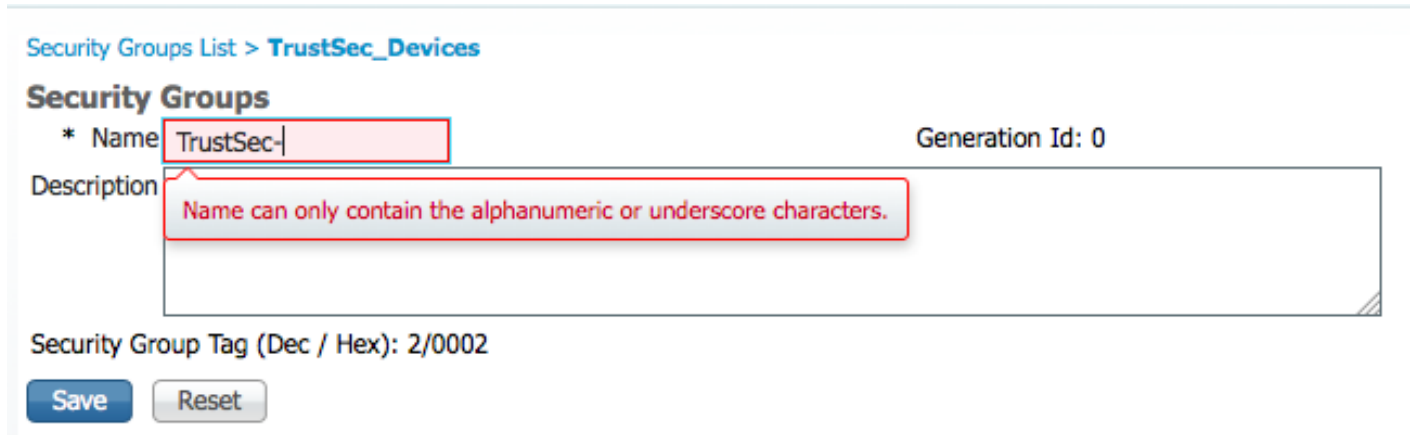 Security Groups List > TrustSec_Devices
Security Groups
* Name TrustSec- Generation Id: 0
Description
Name can only contain the alphanumeric or underscore characters.
Security Group Tag (Dec / Hex): 2/0002
Save Reset